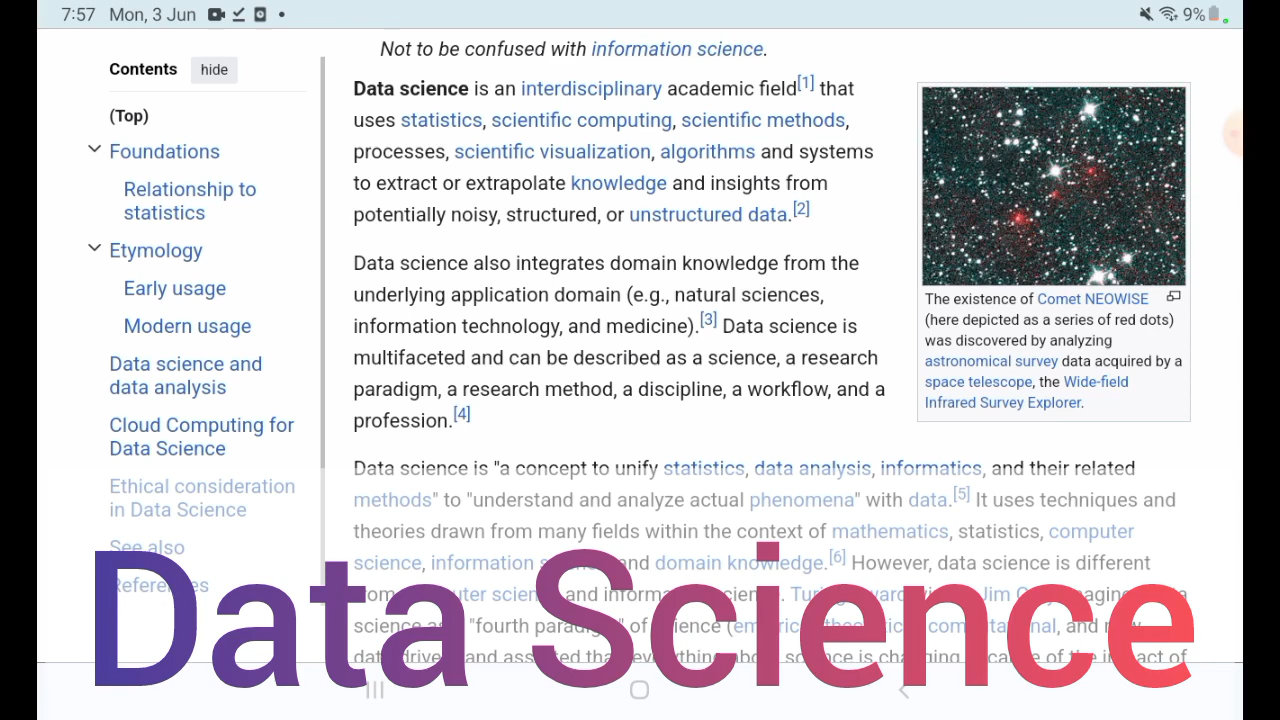 7:57 Mon, 3 Jun
9%
Contents hide
(Top)
Foundations
Relationship to
statistics
Etymology
Early usage
Modern usage
Data science and
data analysis
Cloud Computing for
Data Science
Ethical consideration
in Data Science
See also
References
Not to be confused with information science.
Data science is an interdisciplinary academic field[1] that
uses statistics, scientific computing, scientific methods,
processes, scientific visualization, algorithms and systems
to extract or extrapolate knowledge and insights from
potentially noisy, structured, or unstructured data.[2]
Data science also integrates domain knowledge from the
underlying application domain (e.g., natural sciences,
information technology, and medicine).[3] Data science is
multifaceted and can be described as a science, a research
paradigm, a research method, a discipline, a workflow, and a
profession.[4]
The existence of Comet NEOWISE
(here depicted as a series of red dots)
was discovered by analyzing
astronomical survey data acquired by a
space telescope, the Wide-field
Infrared Survey Explorer.
Data science is "a concept to unify statistics, data analysis, informatics, and their related
methods" to "understand and analyze actual phenomena" with data.[5] It uses techniques and
theories drawn from many fields within the context of mathematics, statistics, computer
science, information and domain knowledge.[6] However, data science is different
and
science "fourth of
science is changing of the impact of
Data Science